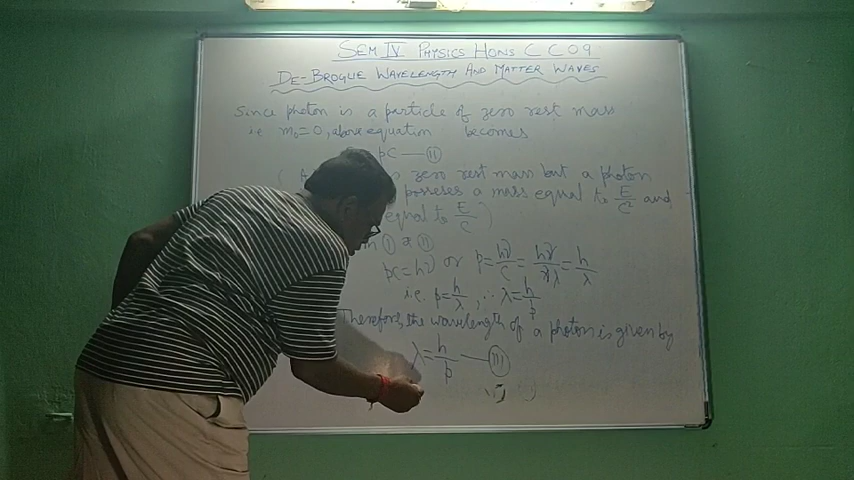 SEM IV PHYSICS HONS C C 09
DE-BROGLIE WAVELENGTH AND MATTER WAVES
Since photon is a particle of zero rest mass
i.e m₀=0, above equation becomes
pc — (II)
zero rest mass but a photon
posseses a mass equal to E/C² and
equal to E/C )
(I) & (II)
pc = hν or p = hν/c = hν/νλ = h/λ
i.e. p = h/λ , ∴ λ = h/p
Therefore, the wavelength of a photon is given by
λ = h/p — (III)